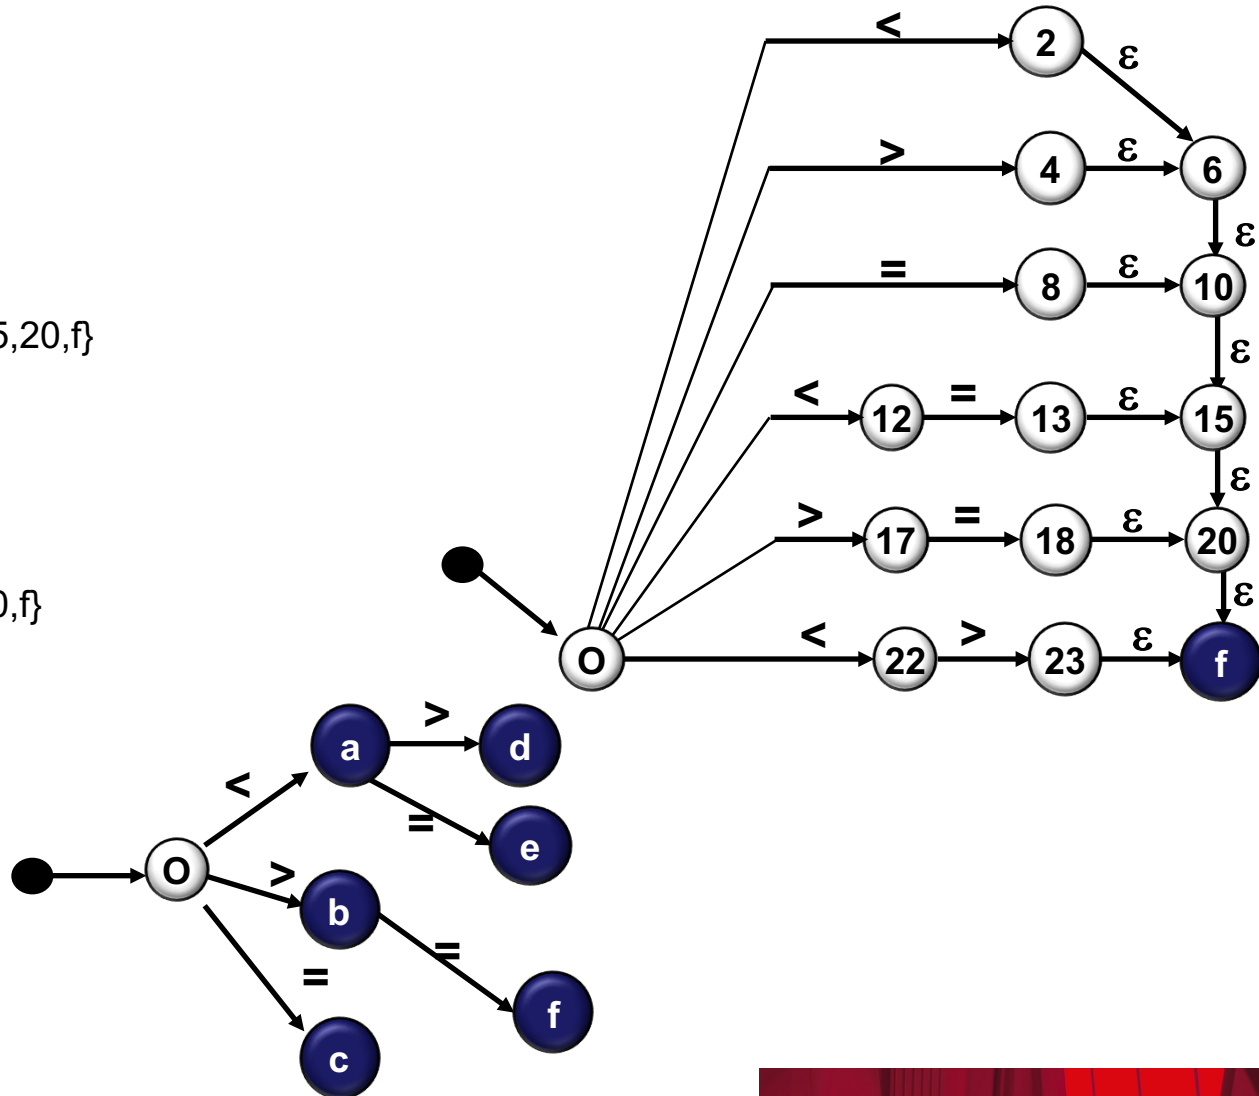 < 2 ε
> 4 ε 6
ε
= 8 ε 10
5,20,f}
ε
< 12 = 13 ε 15
ε
> 17 = 18 ε 20
0,f}
ε
O < 22 > 23 ε f
a > d
<
= e
O > b
=
= f
c